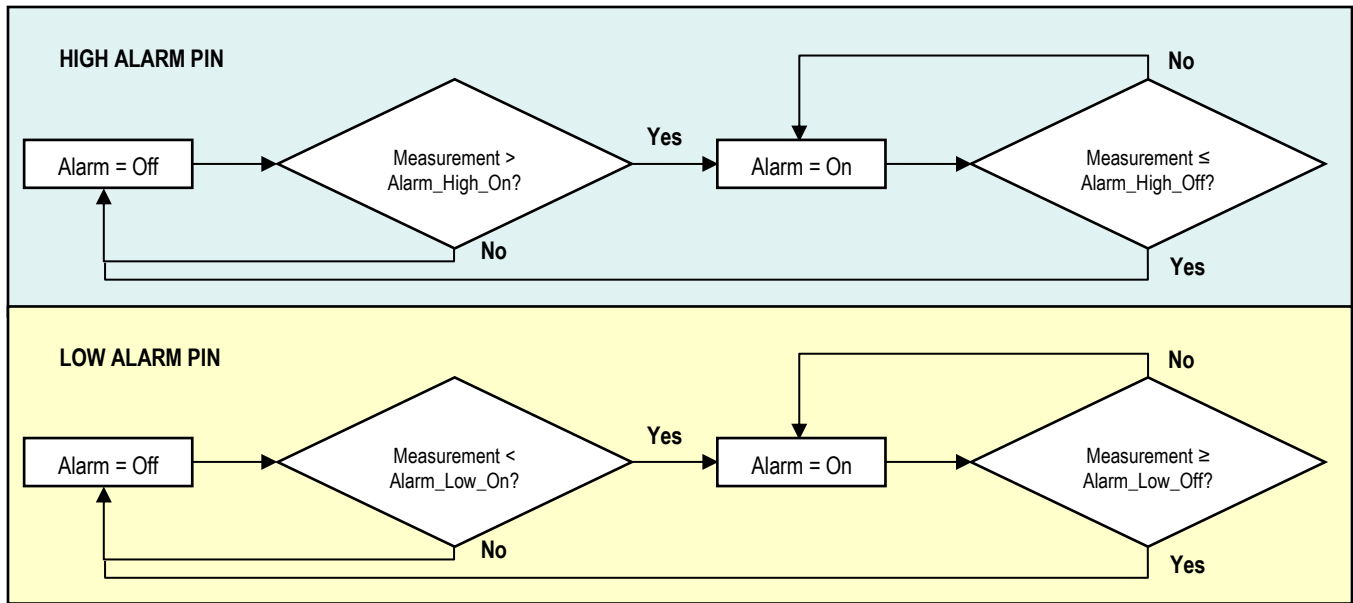 HIGH ALARM PIN
No
Yes
Alarm = Off
Measurement >
Alarm_High_On?
Alarm = On
Measurement ≤
Alarm_High_Off?
No
Yes
LOW ALARM PIN
No
Yes
Alarm = Off
Measurement <
Alarm_Low_On?
Alarm = On
Measurement ≥
Alarm_Low_Off?
No
Yes